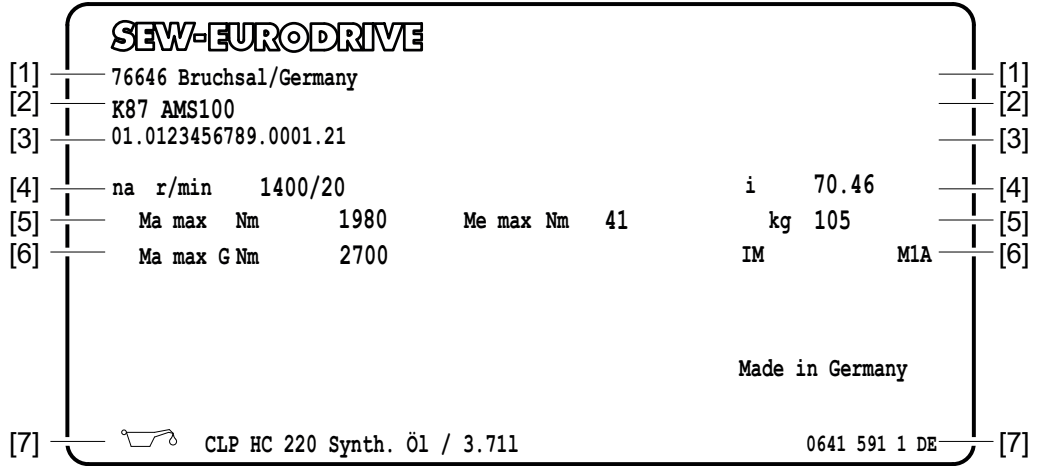 SEW-EURODRIVE
[1] 76646 Bruchsal/Germany [1]
[2] K87 AMS100 [2]
[3] 01.0123456789.0001.21 [3]
[4] na r/min 1400/20 i 70.46 [4]
[5] Ma max Nm 1980 Me max Nm 41 kg 105 [5]
[6] Ma max G Nm 2700 IM M1A [6]
Made in Germany
[7] CLP HC 220 Synth. Öl / 3.71l 0641 591 1 DE [7]